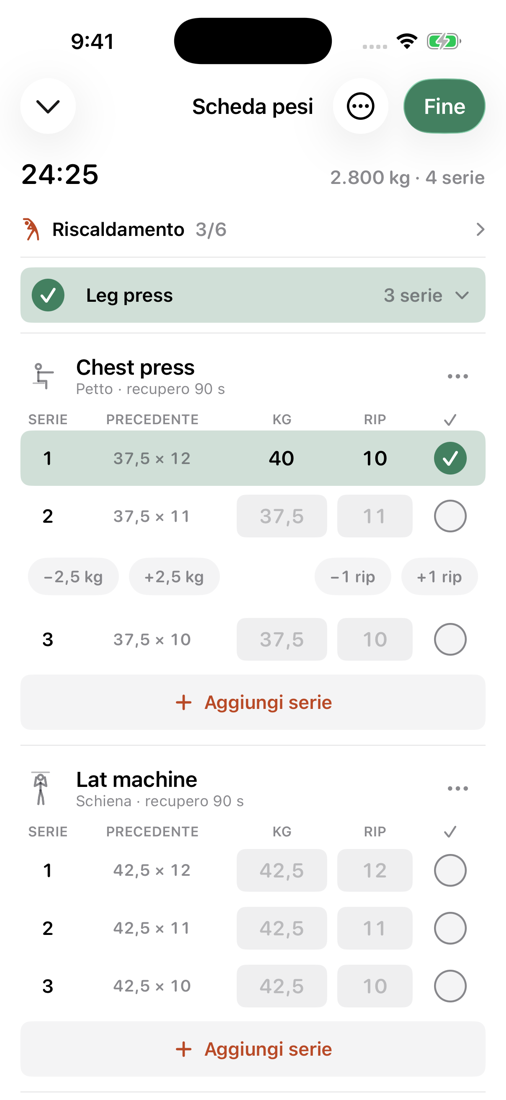 9:41
Scheda pesi
Fine
24:25
2.800 kg · 4 serie
Riscaldamento 3/6
Leg press
3 serie
Chest press
Petto · recupero 90 s
SERIE PRECEDENTE KG RIP
1 37,5 × 12 40 10
2 37,5 × 11 37,5 11
−2,5 kg +2,5 kg −1 rip +1 rip
3 37,5 × 10 37,5 10
+ Aggiungi serie
Lat machine
Schiena · recupero 90 s
SERIE PRECEDENTE KG RIP
1 42,5 × 12 42,5 12
2 42,5 × 11 42,5 11
3 42,5 × 10 42,5 10
+ Aggiungi serie